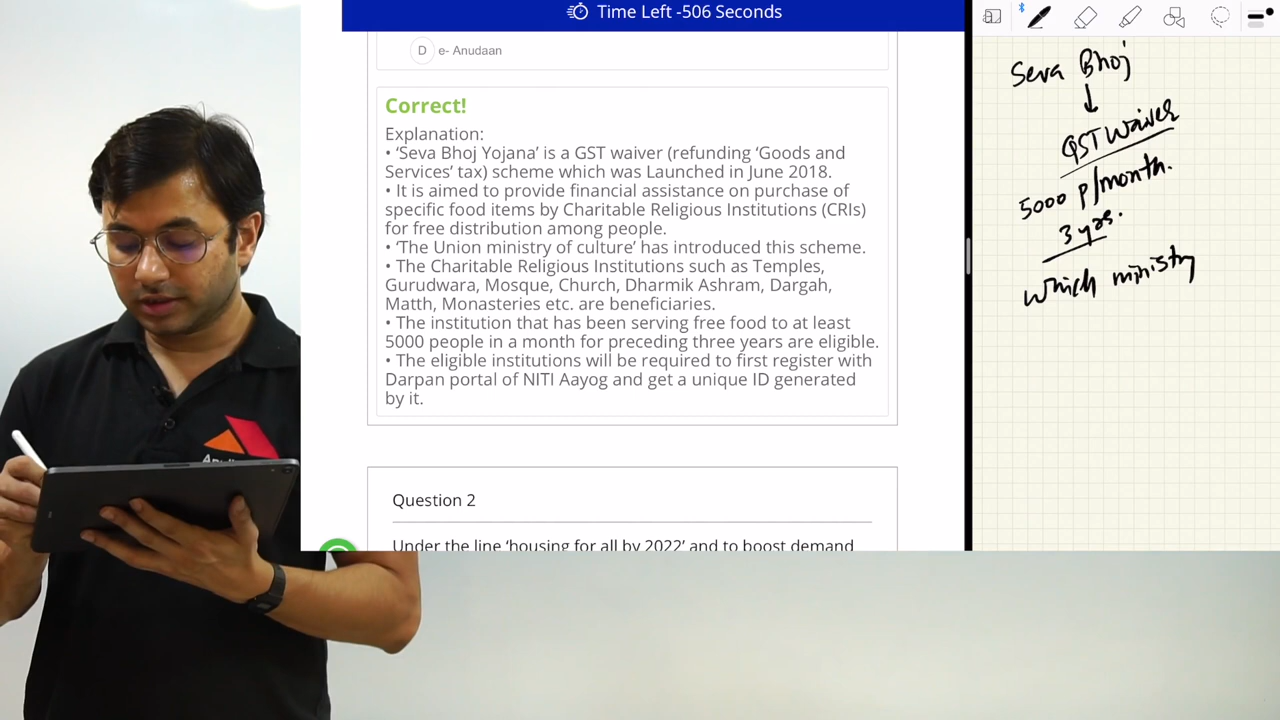 Time Left -506 Seconds
D e- Anudaan
Correct!
Explanation:
• ‘Seva Bhoj Yojana’ is a GST waiver (refunding ‘Goods and
Services’ tax) scheme which was Launched in June 2018.
• It is aimed to provide financial assistance on purchase of
specific food items by Charitable Religious Institutions (CRIs)
for free distribution among people.
• ‘The Union ministry of culture’ has introduced this scheme.
• The Charitable Religious Institutions such as Temples,
Gurudwara, Mosque, Church, Dharmik Ashram, Dargah,
Matth, Monasteries etc. are beneficiaries.
• The institution that has been serving free food to at least
5000 people in a month for preceding three years are eligible.
• The eligible institutions will be required to first register with
Darpan portal of NITI Aayog and get a unique ID generated
by it.
Question 2
Under the line ‘housing for all by 2022’ and to boost demand
Seva Bhoj
GST Waiver
5000 p/month.
3 yrs.
which ministry